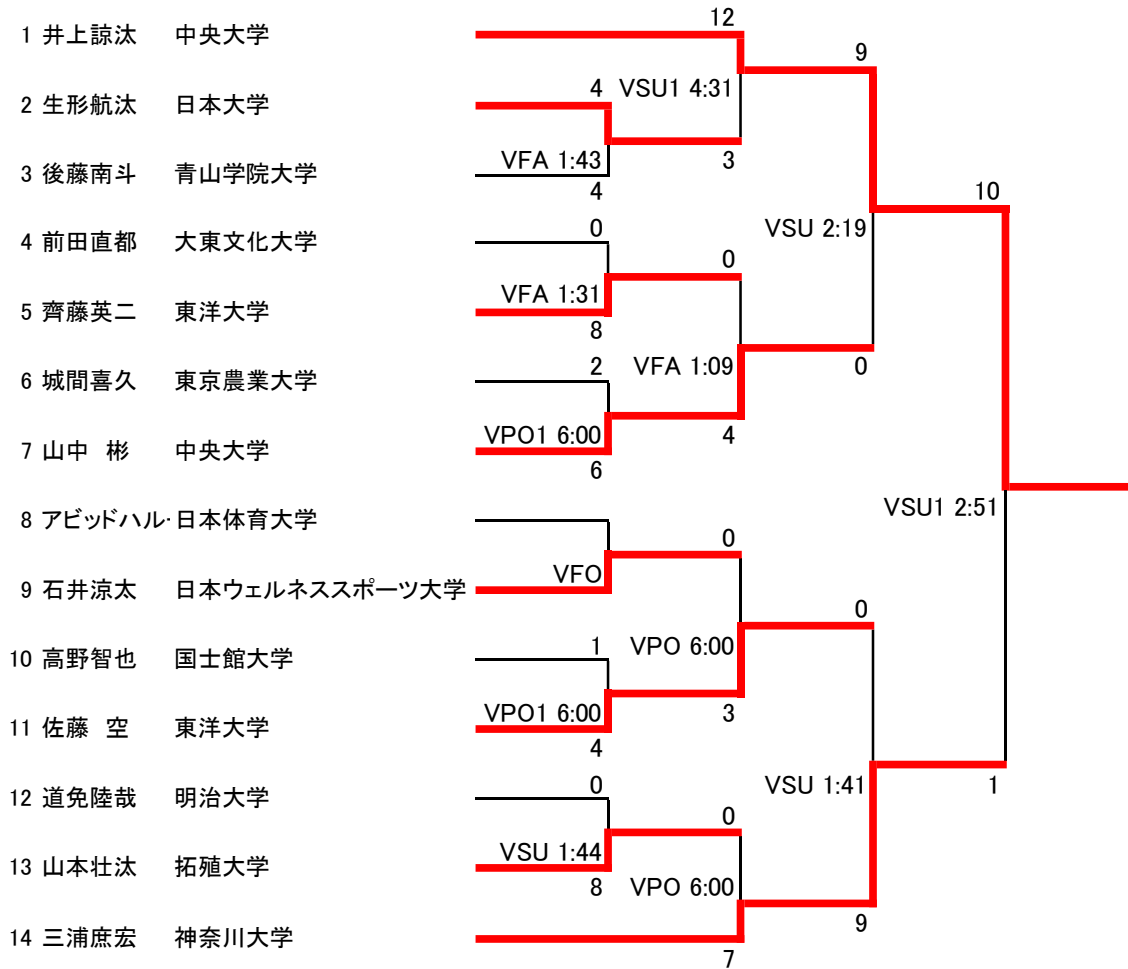 12
1 井上諒汰 中央大学
9
4 VSU1 4:31
2 生形航汰 日本大学
VFA 1:43 3
3 後藤南斗 青山学院大学
4 10
0
4 前田直都 大東文化大学 VSU 2:19
0
VFA 1:31
5 齊藤英二 東洋大学
8
2 VFA 1:09 0
6 城間喜久 東京農業大学
VPO1 6:00 4
7 山中 彬 中央大学
6
VSU1 2:51
8 アビッドハル・日本体育大学
0
VFO
9 石井涼太 日本ウェルネススポーツ大学
0
1 VPO 6:00
10 高野智也 国士舘大学
VPO1 6:00 3
11 佐藤 空 東洋大学
4
0 VSU 1:41 1
12 道免陸哉 明治大学
0
VSU 1:44
13 山本壮汰 拓殖大学
8 VPO 6:00
9
14 三浦庶宏 神奈川大学
7